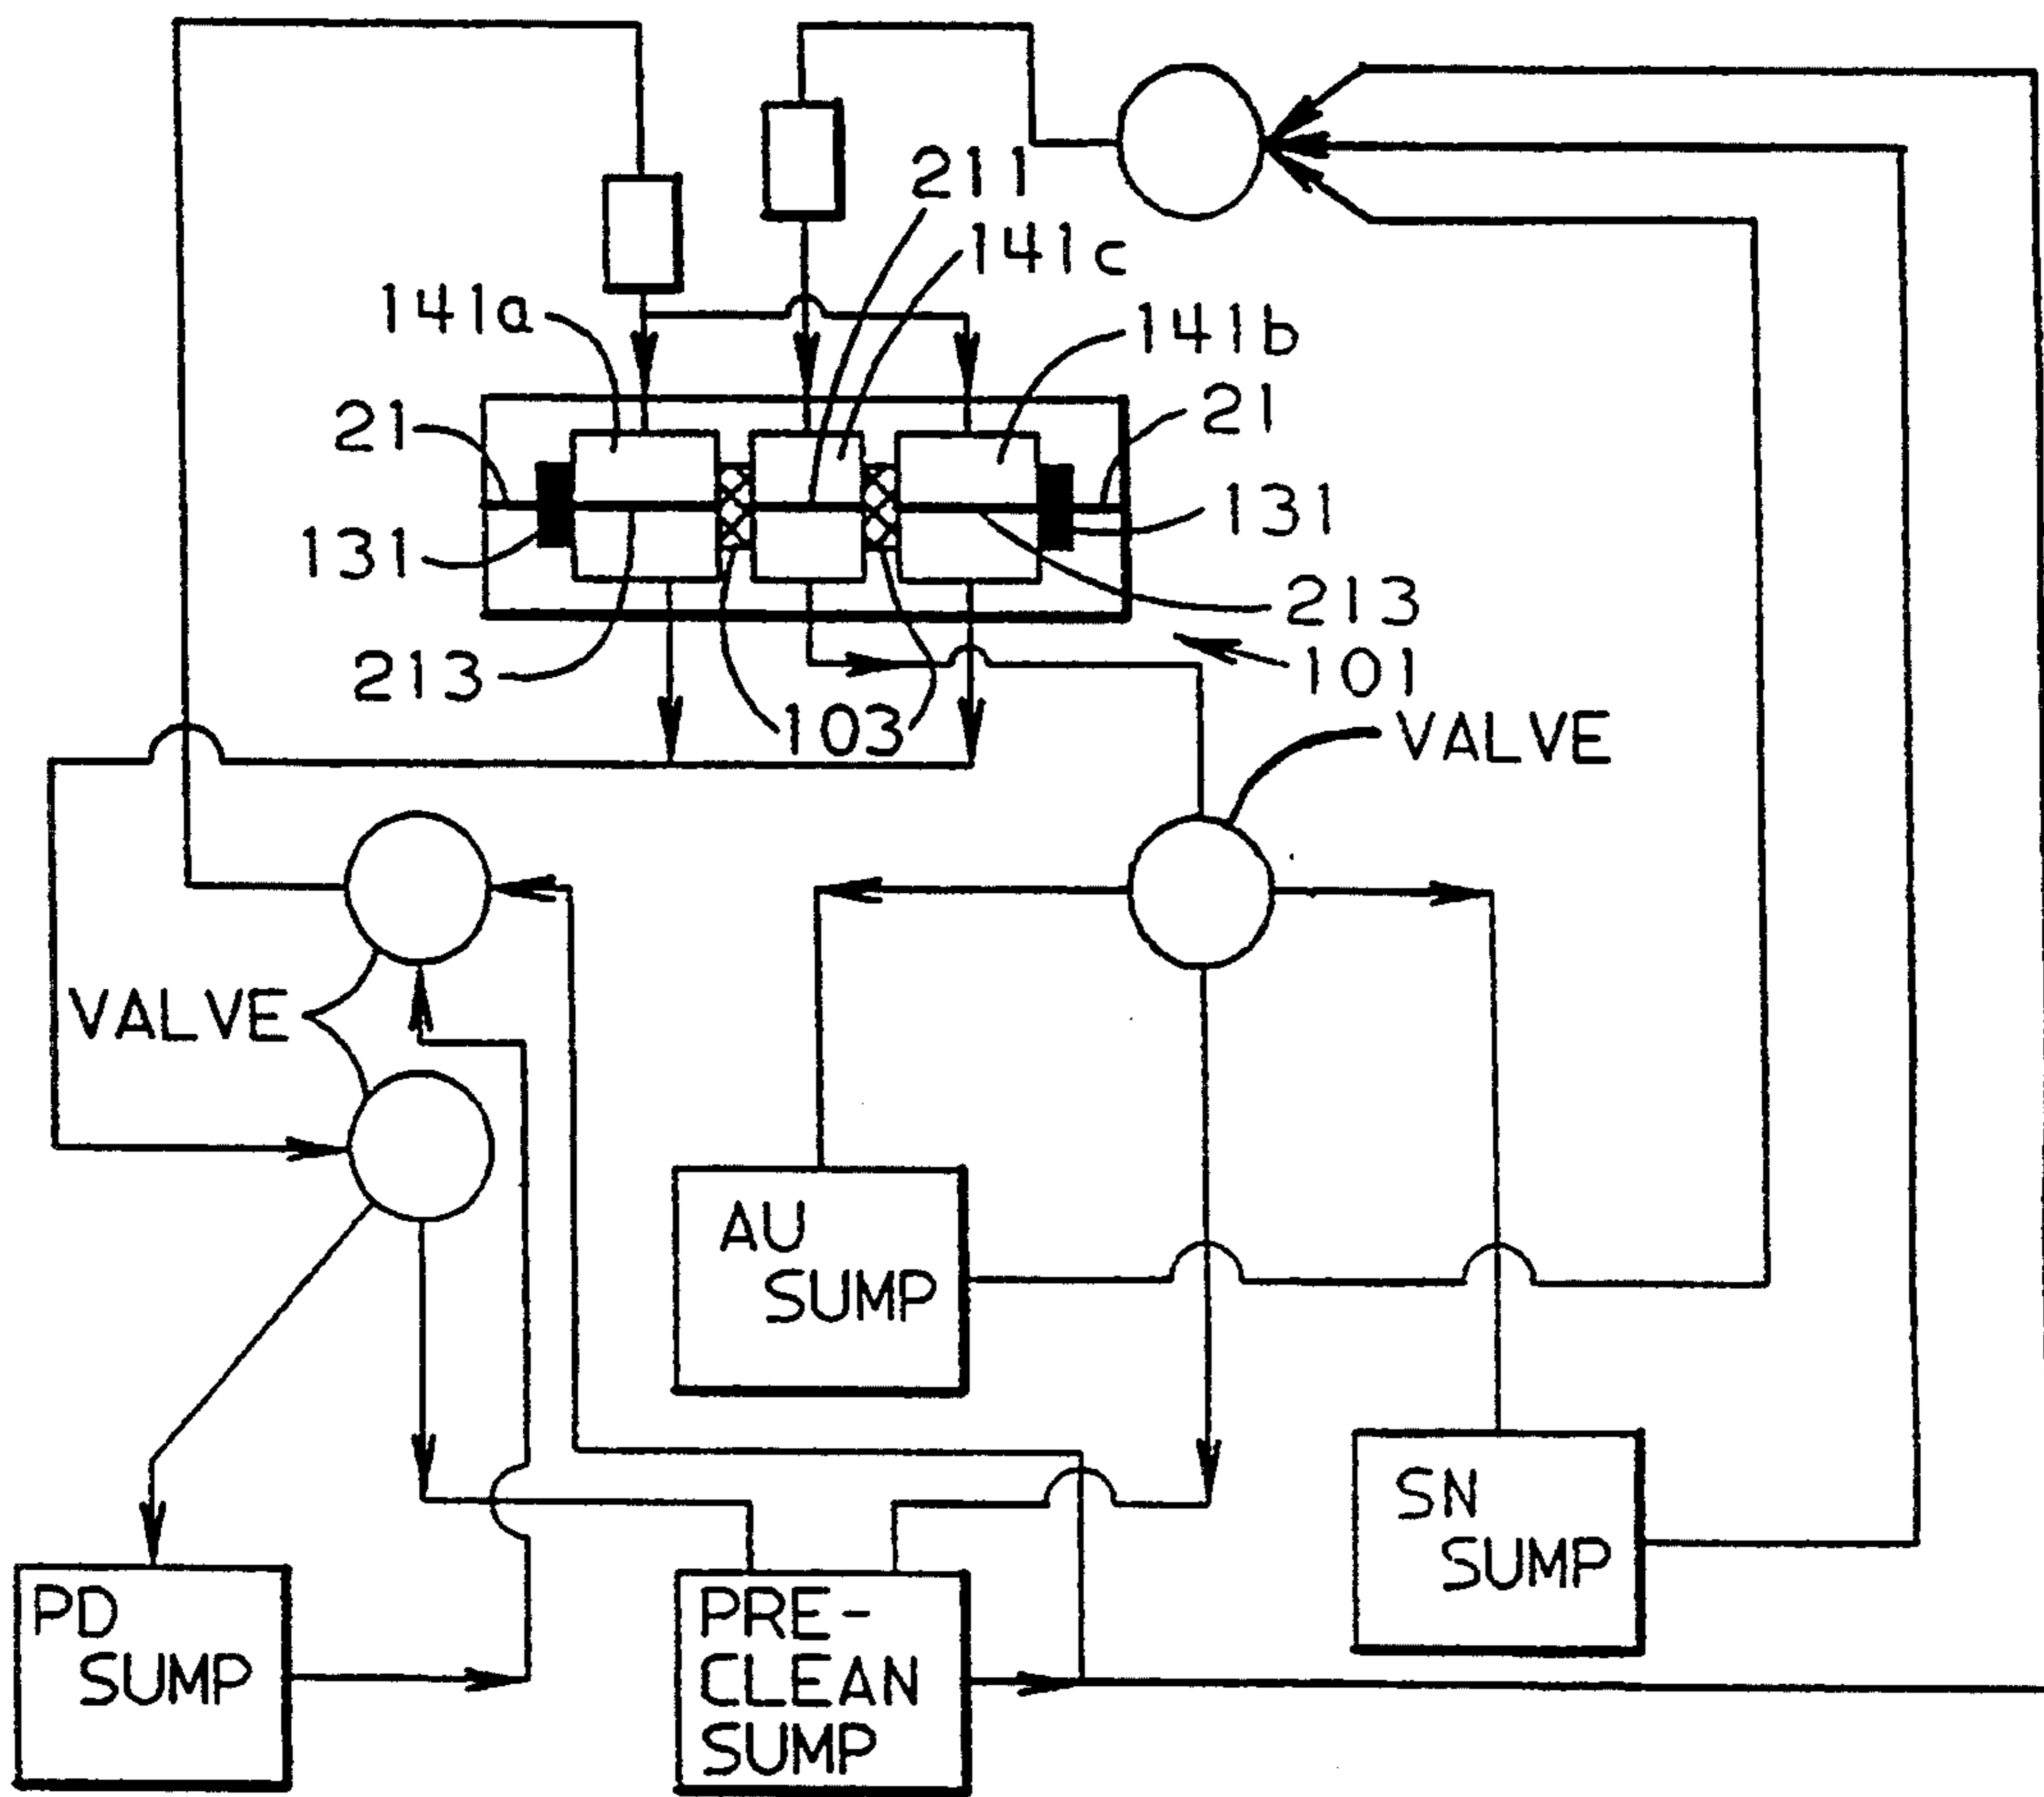 211
141c
141a
141b
21
21
131
131
213
213
101
103
VALVE
VALVE
AU
SUMP
SN
SUMP
PD
SUMP
PRE-
CLEAN
SUMP